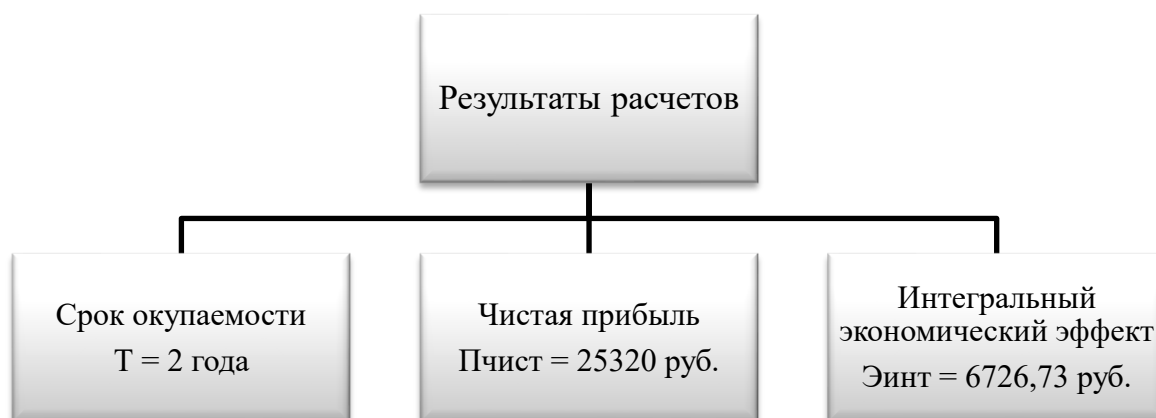 Результаты расчетов
Срок окупаемости
Т = 2 года
Чистая прибыль
Пчист = 25320 руб.
Интегральный
экономический эффект
Эинт = 6726,73 руб.